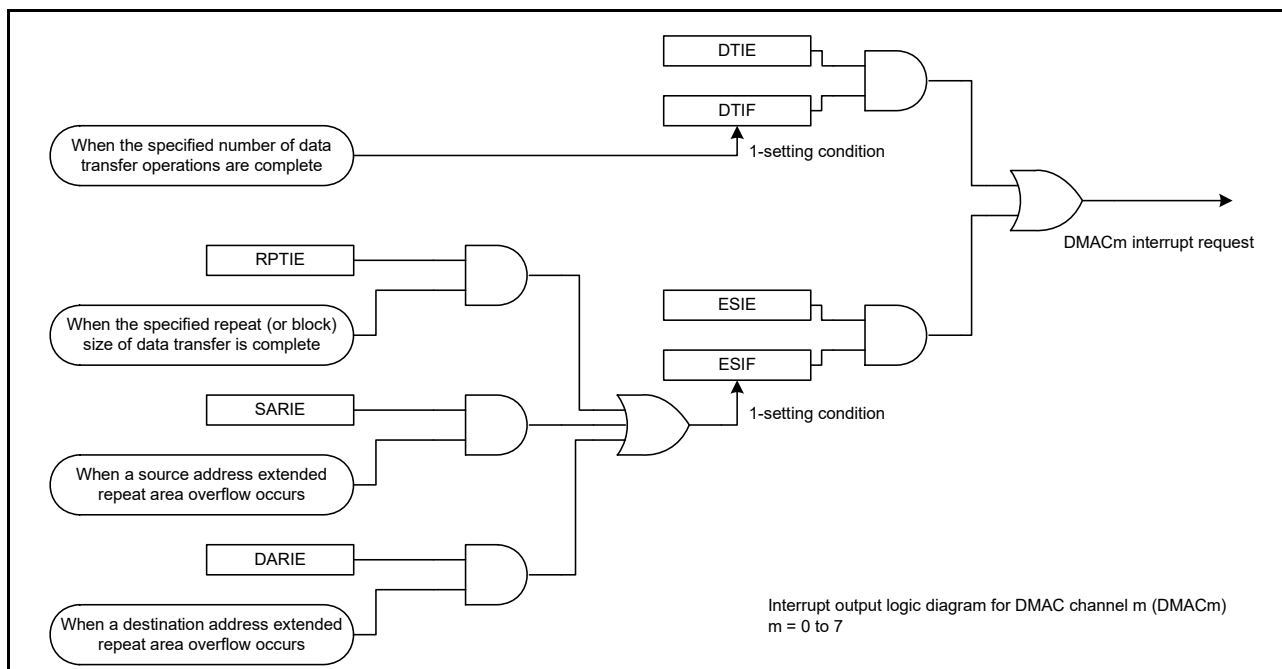 DTIE
DTIF
When the specified number of data
transfer operations are complete
1-setting condition
DMACm interrupt request
RPTIE
When the specified repeat (or block)
size of data transfer is complete
ESIE
ESIF
1-setting condition
SARIE
When a source address extended
repeat area overflow occurs
DARIE
When a destination address extended
repeat area overflow occurs
Interrupt output logic diagram for DMAC channel m (DMACm)
m = 0 to 7